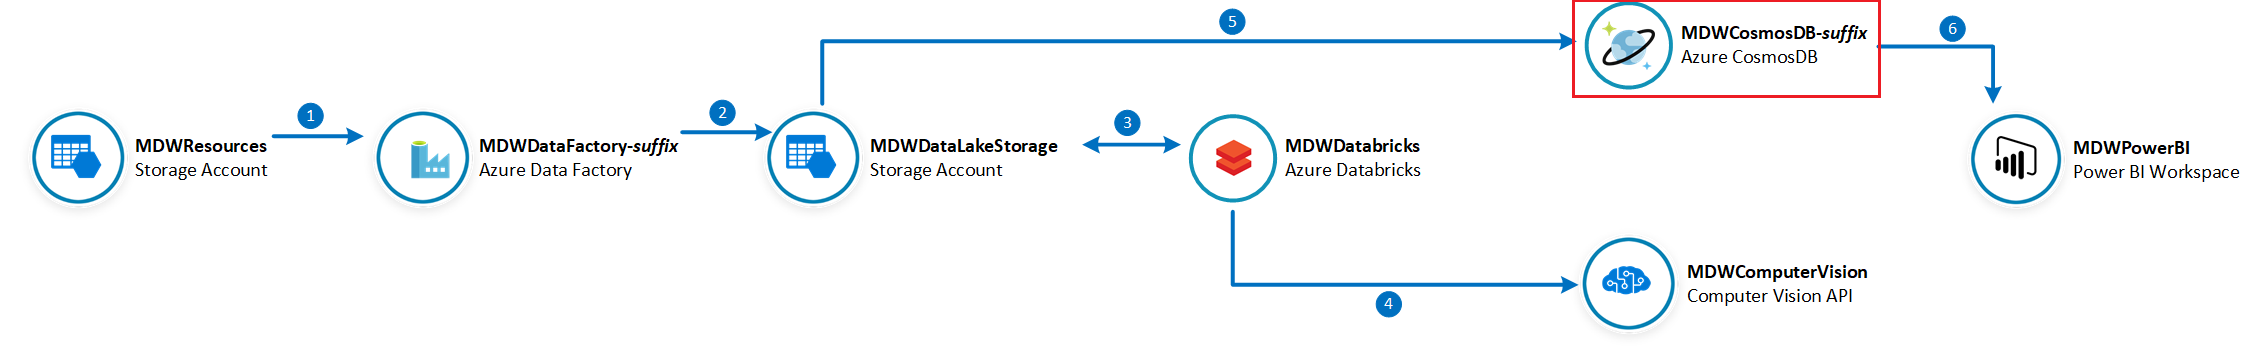 5
MDWCosmosDB-suffix
Azure CosmosDB
6
1
MDWResources
Storage Account
2
MDWDataFactory-suffix
Azure Data Factory
MDWDataLakeStorage
Storage Account
3
MDWDatabricks
Azure Databricks
MDWPowerBI
Power BI Workspace
4
MDWComputerVision
Computer Vision API